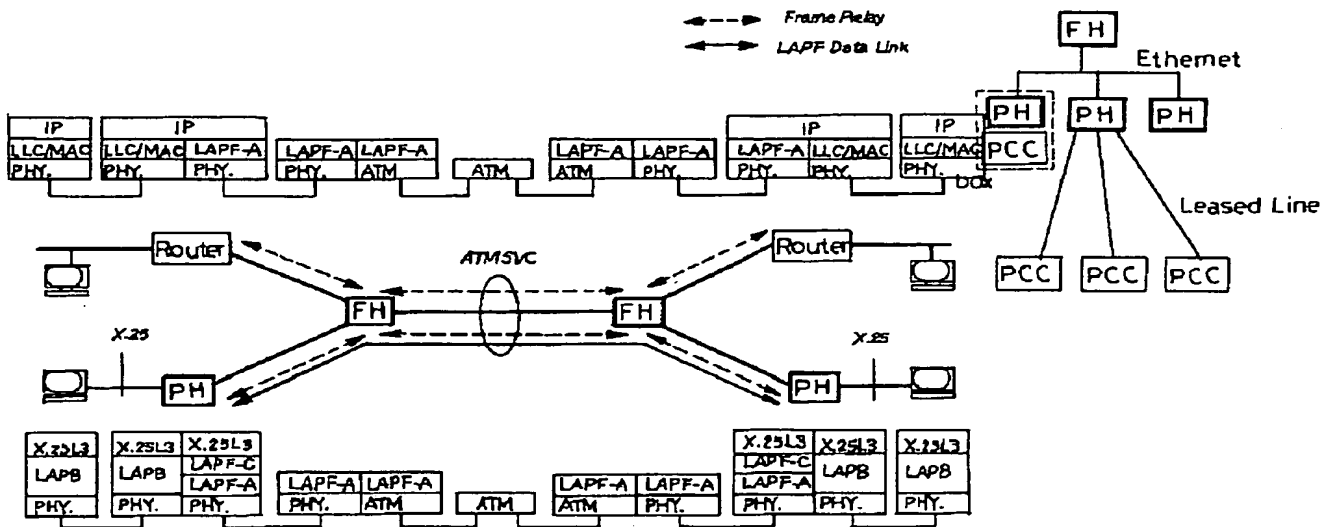 Frame Relay
LAPF Data Link
FH
Ethernet
PH PH PH
PCC
box
Leased Line
PCC PCC PCC
IP IP IP IP
LLC/MAC LLC/MAC LAPF-A LAPF-A LAPF-A LAPF-A LAPF-A LAPF-A LLC/MAC LLC/MAC
PHY. PHY. PHY. PHY. ATM ATM ATM PHY. PHY. PHY. PHY.
Router ATM SVC Router
FH FH
X.25 X.25
PH PH
X.25L3 X.25L3 X.25L3 X.25L3 X.25L3 X.25L3
LAPB LAPB LAPF-C LAPF-C LAPB LAPB
LAPF-A LAPF-A LAPF-A LAPF-A LAPF-A LAPF-A
PHY. PHY. PHY. PHY. ATM ATM ATM PHY. PHY. PHY. PHY.